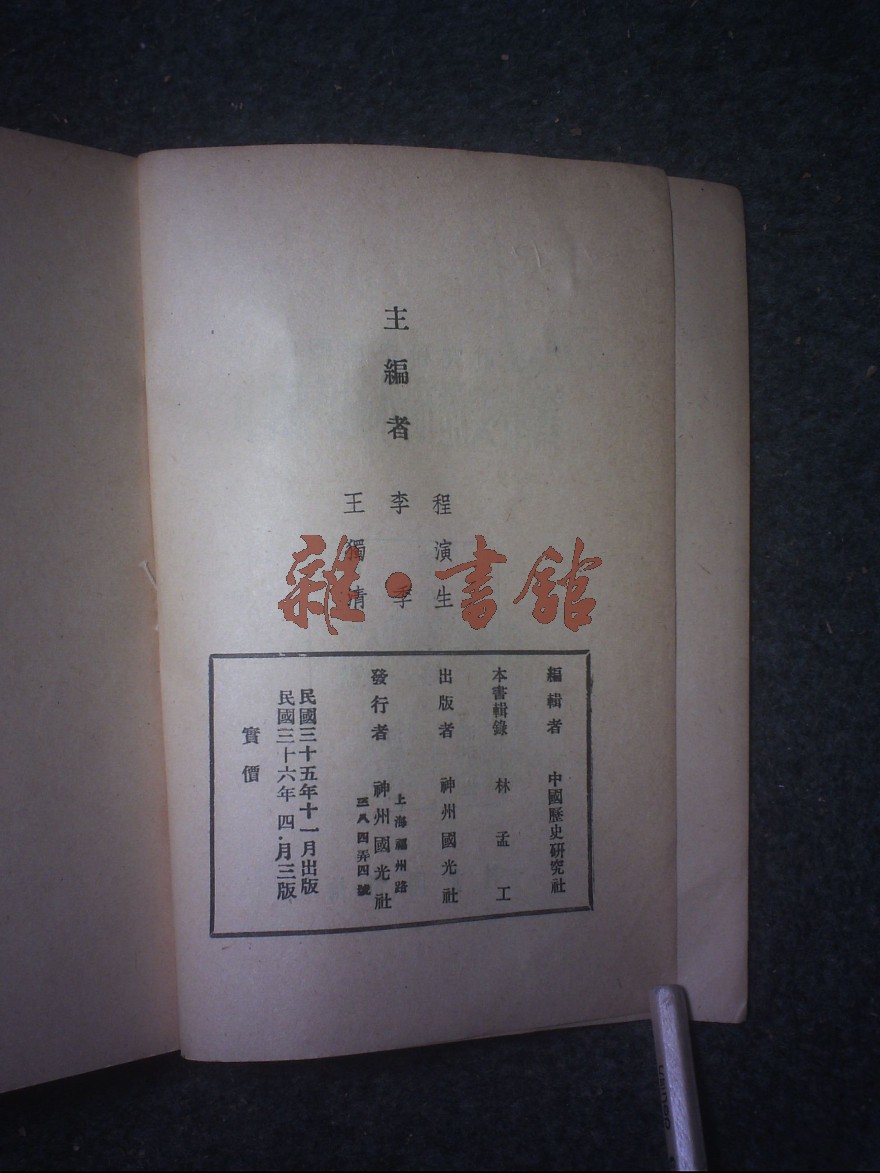 主編者
程演生
李季
王獨清
雜·書館
編輯者 中國歷史研究社
本書輯錄 林孟工
出版者 神州國光社
發行者 神州國光社
上海福州路
三八四弄四號
民國三十五年十一月出版
民國三十六年四·月三版
實價